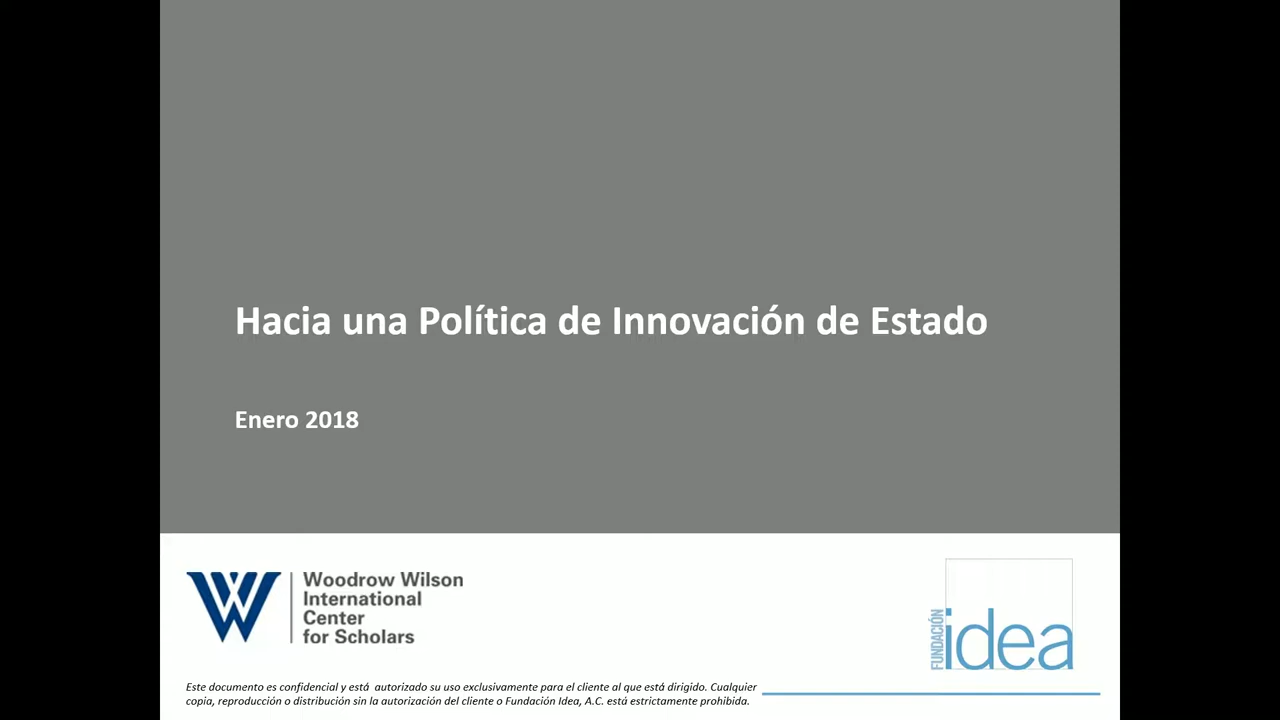 Hacia una Política de Innovación de Estado
Enero 2018
Woodrow Wilson
International
Center
for Scholars
FUNDACIÓN
idea
Este documento es confidencial y está autorizado su uso exclusivamente para el cliente al que está dirigido. Cualquier
copia, reproducción o distribución sin la autorización del cliente o Fundación Idea, A.C. está estrictamente prohibida.